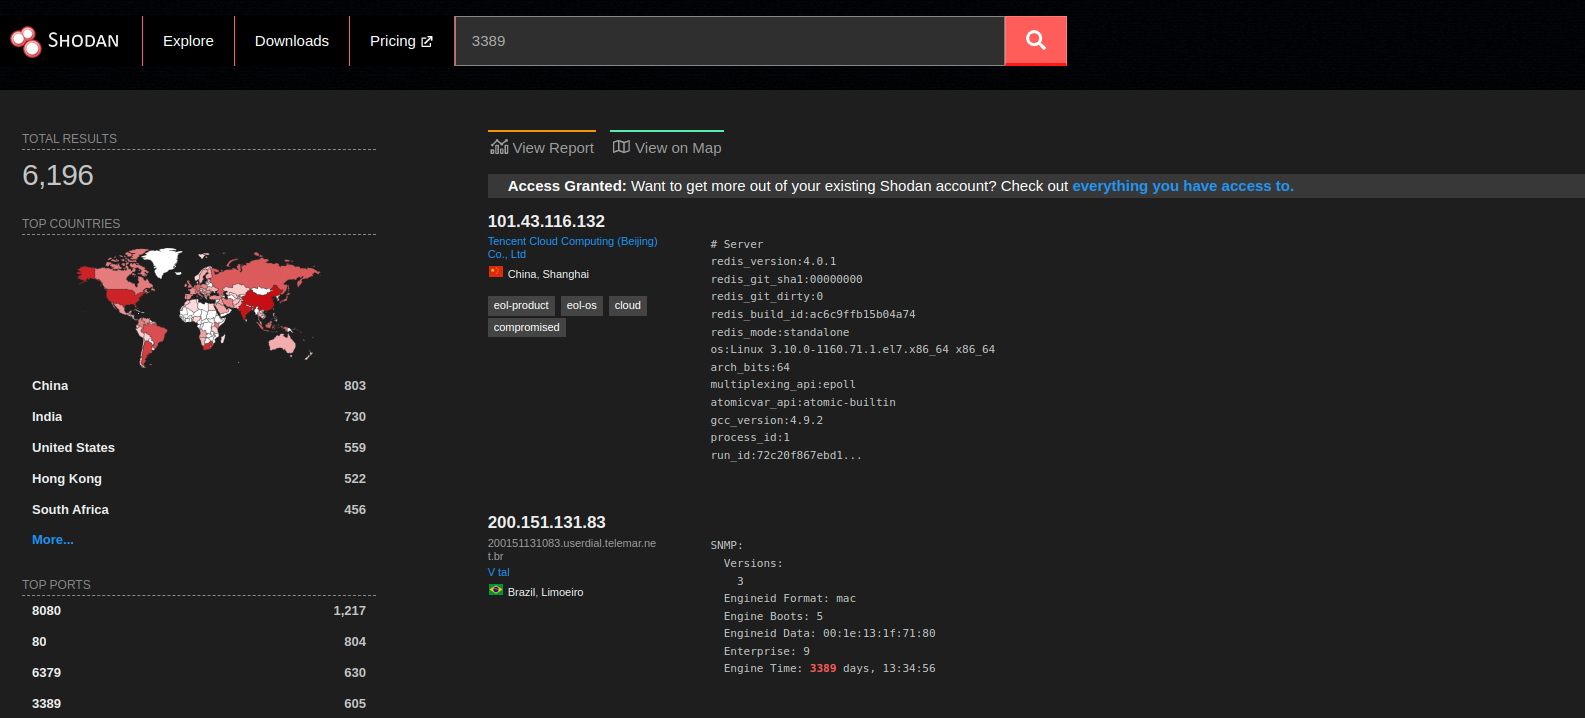 SHODAN
Explore
Downloads
Pricing
3389
TOTAL RESULTS
6,196
TOP COUNTRIES
China 803
India 730
United States 559
Hong Kong 522
South Africa 456
More...
TOP PORTS
8080 1,217
80 804
6379 630
3389 605
View Report
View on Map
Access Granted: Want to get more out of your existing Shodan account? Check out everything you have access to.
101.43.116.132
Tencent Cloud Computing (Beijing)
Co., Ltd
China, Shanghai
eol-product eol-os cloud
compromised
# Server
redis_version:4.0.1
redis_git_sha1:00000000
redis_git_dirty:0
redis_build_id:ac6c9ffb15b04a74
redis_mode:standalone
os:Linux 3.10.0-1160.71.1.el7.x86_64 x86_64
arch_bits:64
multiplexing_api:epoll
atomicvar_api:atomic-builtin
gcc_version:4.9.2
process_id:1
run_id:72c20f867ebd1...
200.151.131.83
200151131083.userdial.telemar.ne
t.br
V tal
Brazil, Limoeiro
SNMP:
Versions:
3
Engineid Format: mac
Engine Boots: 5
Engineid Data: 00:1e:13:1f:71:80
Enterprise: 9
Engine Time: 3389 days, 13:34:56